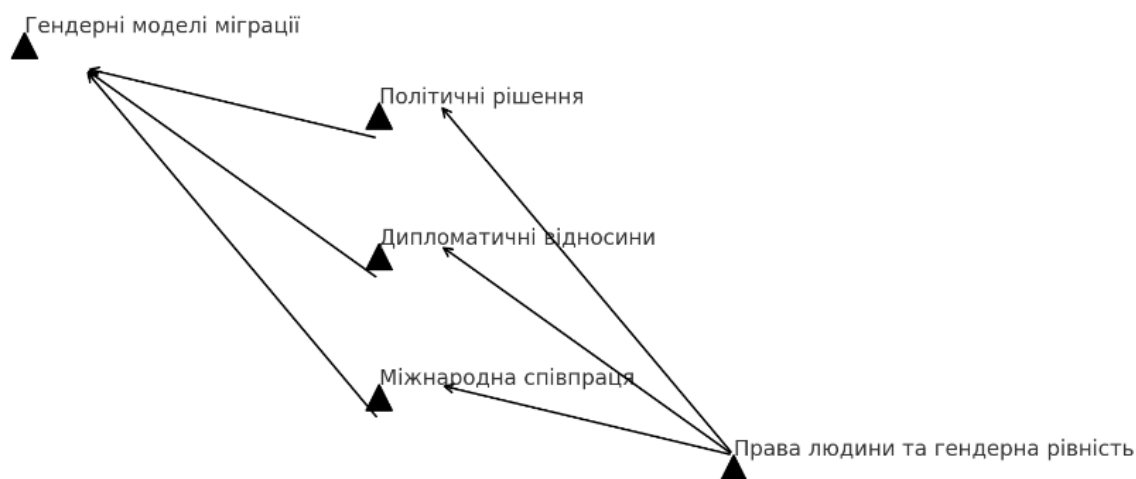 Гендерні моделі міграції
Політичні рішення
Дипломатичні відносини
Міжнародна співпраця
Права людини та гендерна рівність